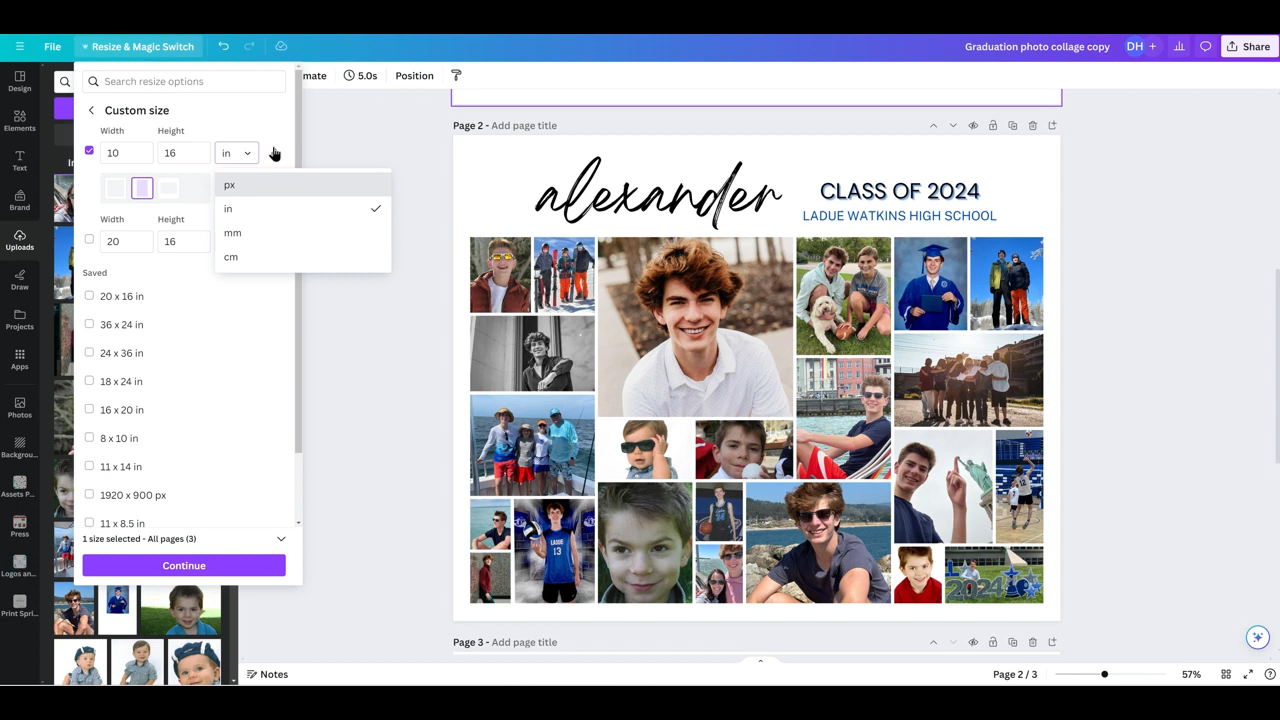 File
Resize & Magic Switch
Graduation photo collage copy
DH
Share
Design
Elements
Text
Brand
Uploads
Draw
Projects
Apps
Photos
Backgrou...
Assets P...
Press
Logos an...
Print Spri...
Search resize options
Custom size
Width
Height
10
16
in
px
in
mm
cm
Width
Height
20
16
Saved
20 x 16 in
36 x 24 in
24 x 36 in
18 x 24 in
16 x 20 in
8 x 10 in
11 x 14 in
1920 x 900 px
11 x 8.5 in
1 size selected - All pages (3)
Continue
mate
5.0s
Position
Page 2 - Add page title
alexander
CLASS OF 2024
LADUE WATKINS HIGH SCHOOL
LADUE
13
24
2024
Page 3 - Add page title
Notes
Page 2 / 3
57%